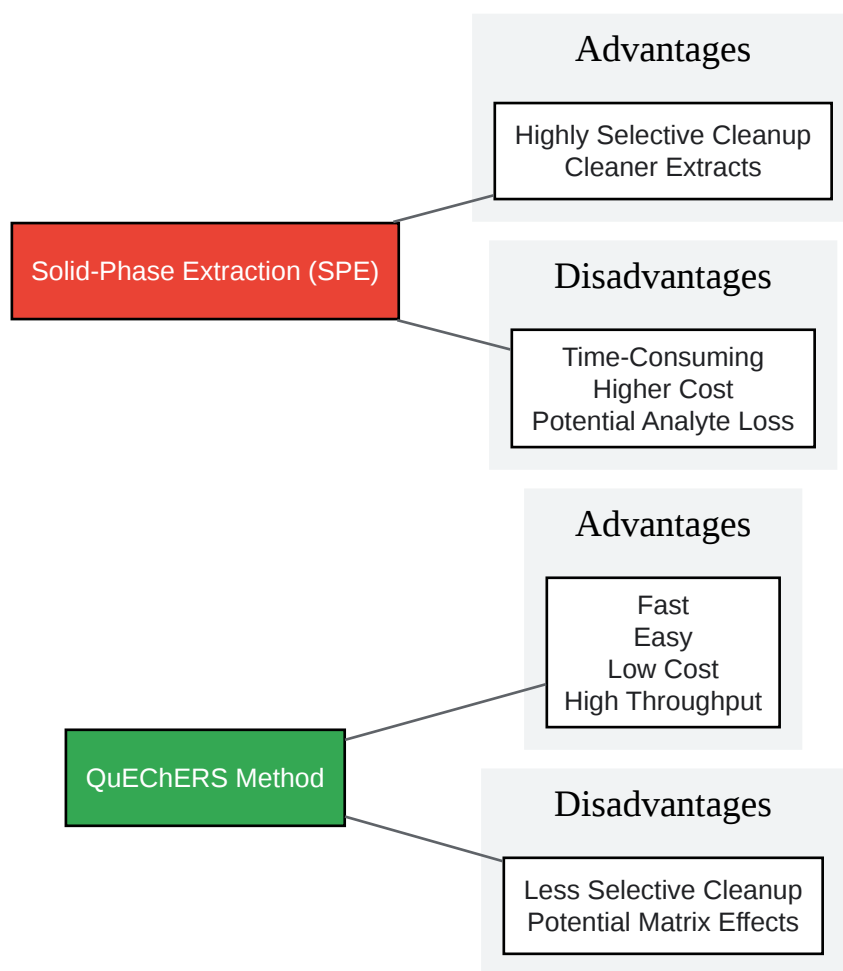 Advantages
Highly Selective Cleanup
Cleaner Extracts
Solid-Phase Extraction (SPE)
Disadvantages
Time-Consuming
Higher Cost
Potential Analyte Loss
Advantages
Fast
Easy
Low Cost
High Throughput
QuEChERS Method
Disadvantages
Less Selective Cleanup
Potential Matrix Effects